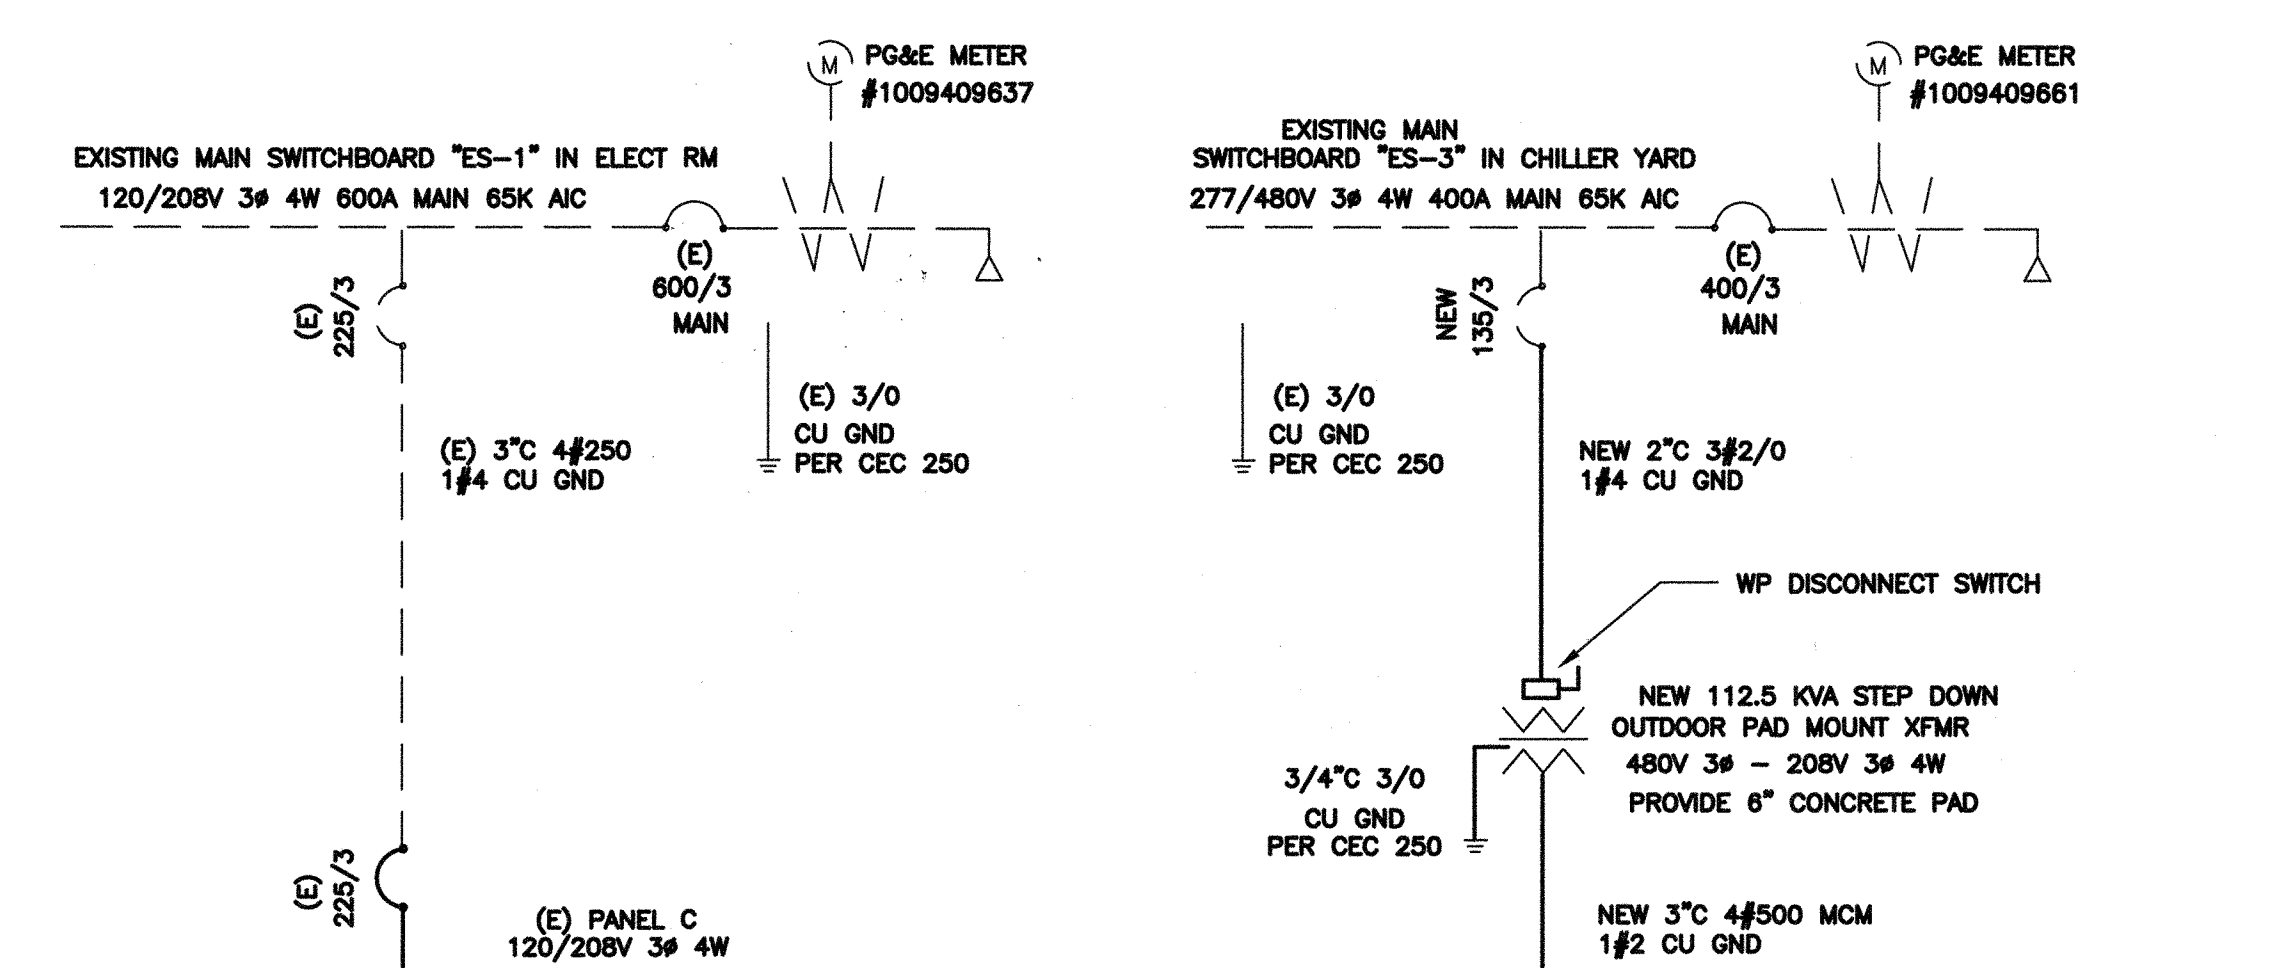 M
PG&E METER
#1009409637
EXISTING MAIN SWITCHBOARD "ES-1" IN ELECT RM
120/208V 3ø 4W 600A MAIN 65K AIC
(E)
600/3
MAIN
(E)
225/3
(E) 3/0
CU GND
PER CEC 250
(E) 3"C 4#250
1#4 CU GND
(E)
225/3
(E) PANEL C
120/208V 3ø 4W
M
PG&E METER
#1009409661
EXISTING MAIN
SWITCHBOARD "ES-3" IN CHILLER YARD
277/480V 3ø 4W 400A MAIN 65K AIC
(E)
400/3
MAIN
NEW
135/3
(E) 3/0
CU GND
PER CEC 250
NEW 2"C 3#2/0
1#4 CU GND
WP DISCONNECT SWITCH
NEW 112.5 KVA STEP DOWN
OUTDOOR PAD MOUNT XFMR
480V 3ø - 208V 3ø 4W
PROVIDE 6" CONCRETE PAD
3/4"C 3/0
CU GND
PER CEC 250
NEW 3"C 4#500 MCM
1#2 CU GND